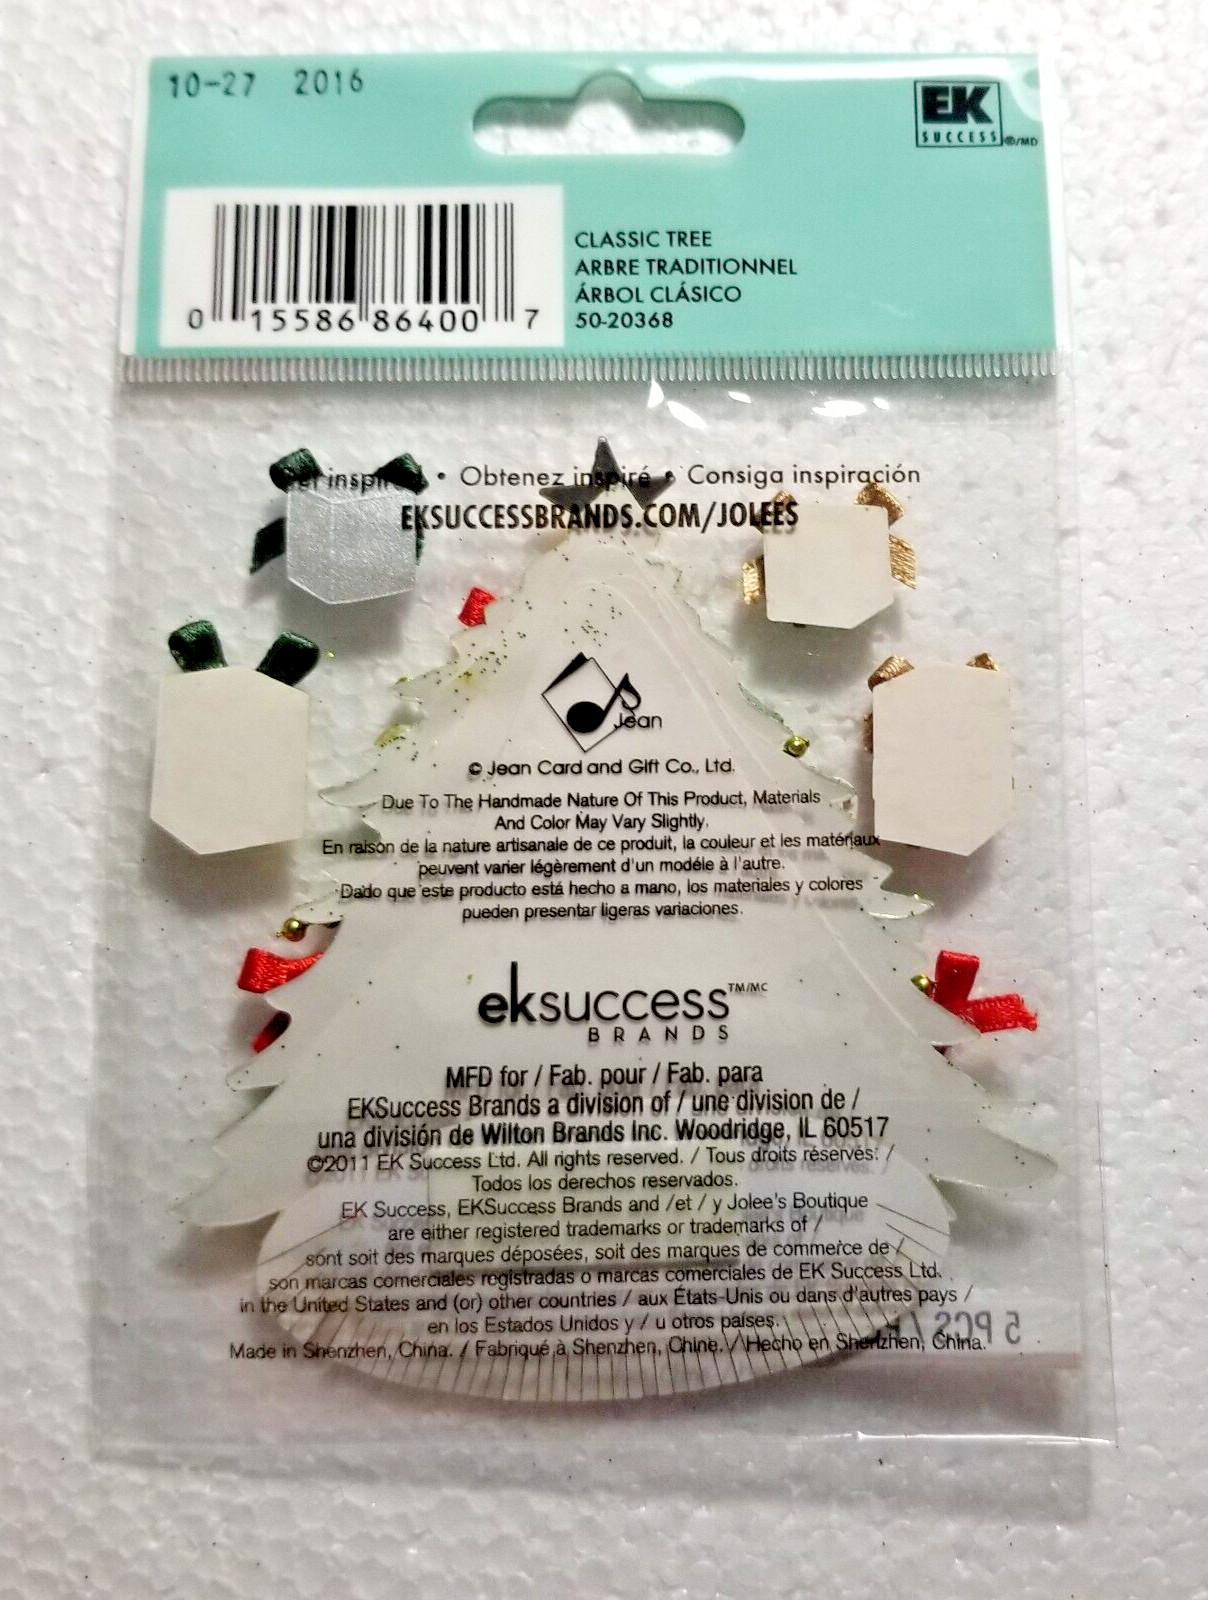 10-27 2016
EK
SUCCESS ®/MD
0 15586 86400 7
CLASSIC TREE
ARBRE TRADITIONNEL
ÁRBOL CLÁSICO
50-20368
inspired • Obtenez inspiré • Consiga inspiración
EKSUCCESSBRANDS.COM/JOLEES
Jean
© Jean Card and Gift Co., Ltd.
Due To The Handmade Nature Of This Product, Materials
And Color May Vary Slightly.
En raison de la nature artisanale de ce produit, la couleur et les matériaux
peuvent varier légèrement d'un modéle à l'autre.
Dado que este producto está hecho a mano, los materiales y colores
pueden presentar ligeras variaciones.
eksuccess TM/MC
BRANDS
MFD for / Fab. pour / Fab. para
EKSuccess Brands a division of / une division de /
una división de Wilton Brands Inc. Woodridge, IL 60517
©2011 EK Success Ltd. All rights reserved. / Tous droits réservés. /
Todos los derechos reservados.
EK Success, EKSuccess Brands and /et / y Jolee's Boutique
are either registered trademarks or trademarks of /
sont soit des marques déposées, soit des marques de commerce de /
son marcas comerciales registradas o marcas comerciales de EK Success Ltd.
in the United States and (or) other countries / aux États-Unis ou dans d'autres pays /
en los Estados Unidos y / u otros países.
Made in Shenzhen, China. / Fabriqué à Shenzhen, Chine. / Hecho en Shenzhen, China.
5 PCS /